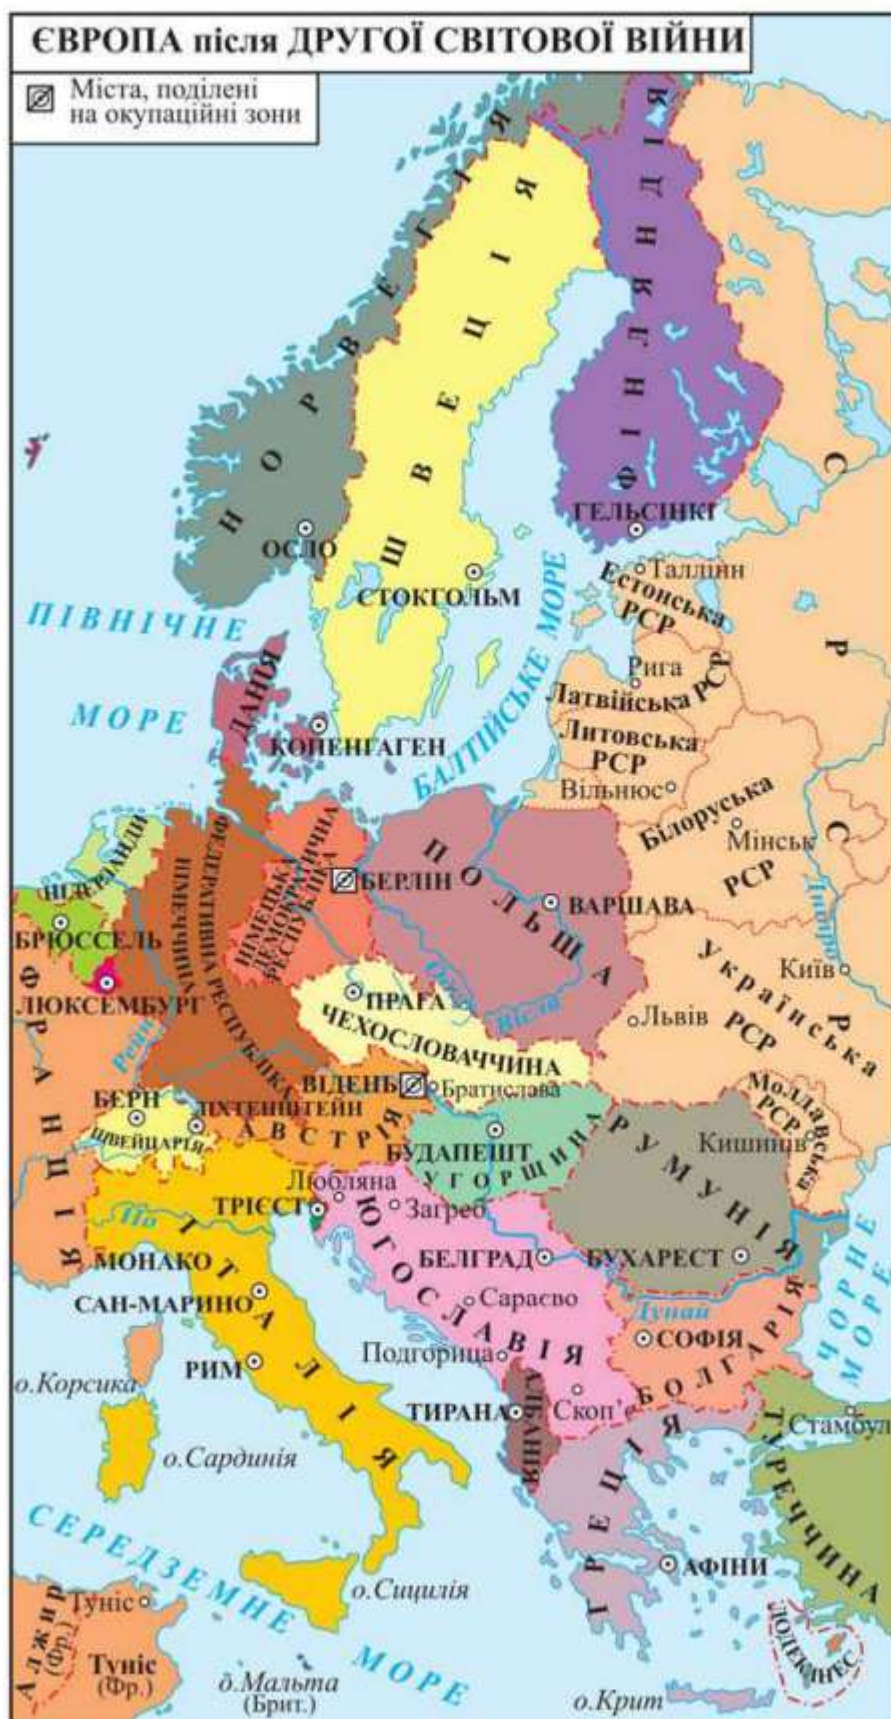 ЄВРОПА після ДРУГОЇ СВІТОВОЇ ВІЙНИ
Міста, поділені
на окупаційні зони
НОРВЕГІЯ
ШВЕЦІЯ
ФІНЛЯНДІЯ
С Р С Р
ОСЛО
ГЕЛЬСІНКІ
СТОКГОЛЬМ
Таллінн
Естонська
РСР
ПІВНІЧНЕ
МОРЕ
БАЛТІЙСЬКЕ МОРЕ
Рига
Латвійська РСР
ДАНІЯ
КОПЕНГАГЕН
Литовська
РСР
Вільнюс
Білоруська
Мінськ
РСР
НІДЕРЛАНДИ
ФЕДЕРАТИВНА РЕСПУБЛІКА
НІМЕЧЧИНА
НІМЕЦЬКА
ДЕМОКРАТИЧНА
РЕСПУБЛІКА
БЕРЛІН
ПОЛЬЩА
ВАРШАВА
Дніпро
БРЮССЕЛЬ
ЛЮКСЕМБУРГ
Рейн
Одра
Вісла
ПРАГА
ЧЕХОСЛОВАЧЧИНА
Львів
Київ
Українська
РСР
ФРАНЦІЯ
ВІДЕНЬ
Братислава
БЕРН
ШВЕЙЦАРІЯ
ЛІХТЕНШТЕЙН
АВСТРІЯ
БУДАПЕШТ
УГОРЩИНА
РУМУНІЯ
Молдавська
РСР
Кишинів
Любляна
Загреб
ТРІЄСТ
По
ІТАЛІЯ
МОНАКО
САН-МАРИНО
РИМ
ЮГОСЛАВІЯ
БЕЛГРАД
БУХАРЕСТ
Сараєво
Дунай
СОФІЯ
БОЛГАРІЯ
ЧОРНЕ
МОРЕ
Подгорица
о.Корсика
ТИРАНА
АЛБАНІЯ
Скоп'є
Стамбул
ТУРЕЧЧИНА
о.Сардинія
ГРЕЦІЯ
СЕРЕДЗЕМНЕ
МОРЕ
о.Сицилія
АФІНИ
Туніс
Алжир
(Фр.)
Туніс
(Фр.)
о.Мальта
(Брит.)
о.Крит
ДОДЕКАНЕС